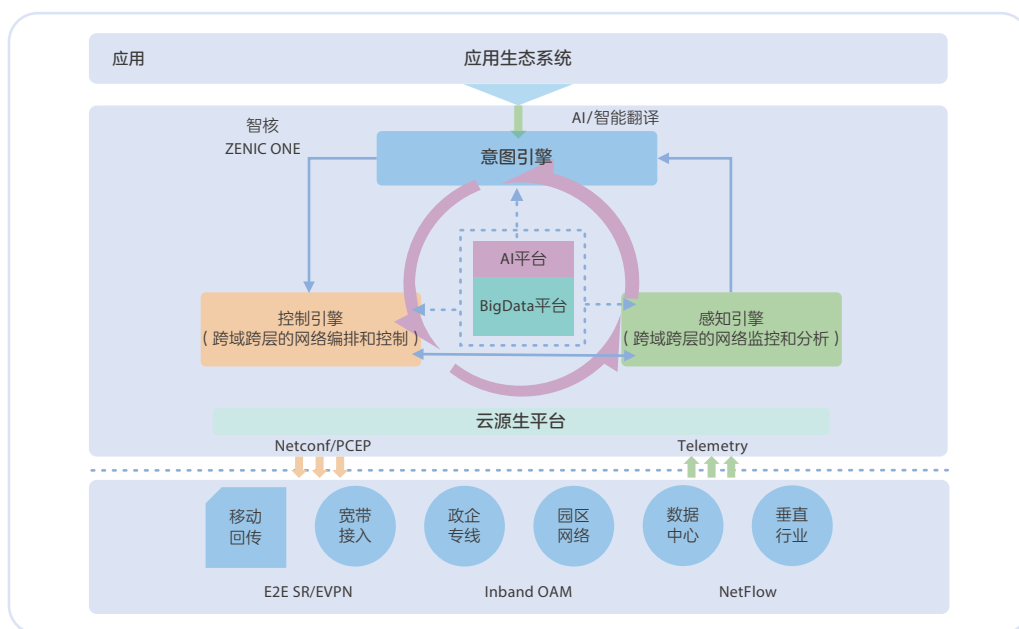 应用
应用生态系统
智核
ZENIC ONE
AI/智能翻译
意图引擎
AI平台
BigData平台
控制引擎
（跨域跨层的网络编排和控制）
感知引擎
（跨域跨层的网络监控和分析）
云源生平台
Netconf/PCEP
Telemetry
移动
回传
宽带
接入
政企
专线
园区
网络
数据
中心
垂直
行业
E2E SR/EVPN
Inband OAM
NetFlow